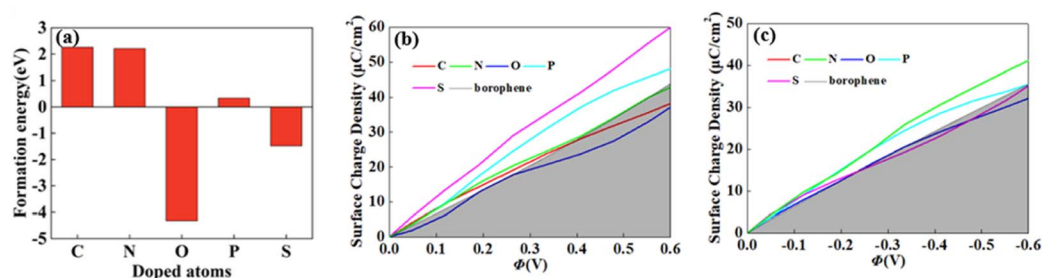 (a)
Formation energy(eV)
3
2
1
0
-1
-2
-3
-4
-5
C N O P S
Doped atoms
(b)
Surface Charge Density (μC/cm²)
60
50
40
30
20
10
0
C N O P
S borophene
0.0 0.1 0.2 0.3 0.4 0.5 0.6
Φ(V)
(c)
Surface Charge Density (μC/cm²)
50
40
30
20
10
0
C N O P
S borophene
0.0 -0.1 -0.2 -0.3 -0.4 -0.5 -0.6
Φ(V)